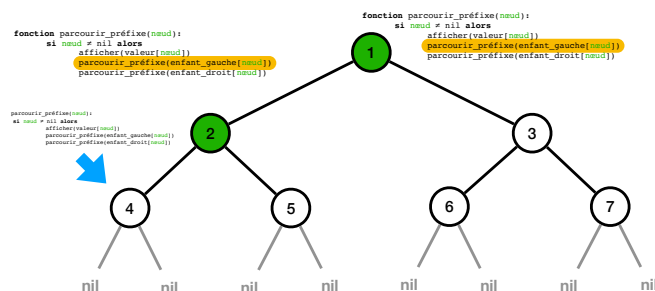 fonction parcourir_préfixe(nœud):
si nœud ≠ nil alors
afficher(valeur[nœud])
parcourir_préfixe(enfant_gauche[nœud])
parcourir_préfixe(enfant_droit[nœud])
fonction parcourir_préfixe(nœud):
si nœud ≠ nil alors
afficher(valeur[nœud])
parcourir_préfixe(enfant_gauche[nœud])
parcourir_préfixe(enfant_droit[nœud])
1
parcourir_préfixe(nœud):
si nœud ≠ nil alors
afficher(valeur[nœud])
parcourir_préfixe(enfant_gauche[nœud])
parcourir_préfixe(enfant_droit[nœud])
2
3
4
5
6
7
nil
nil
nil
nil
nil
nil
nil
nil